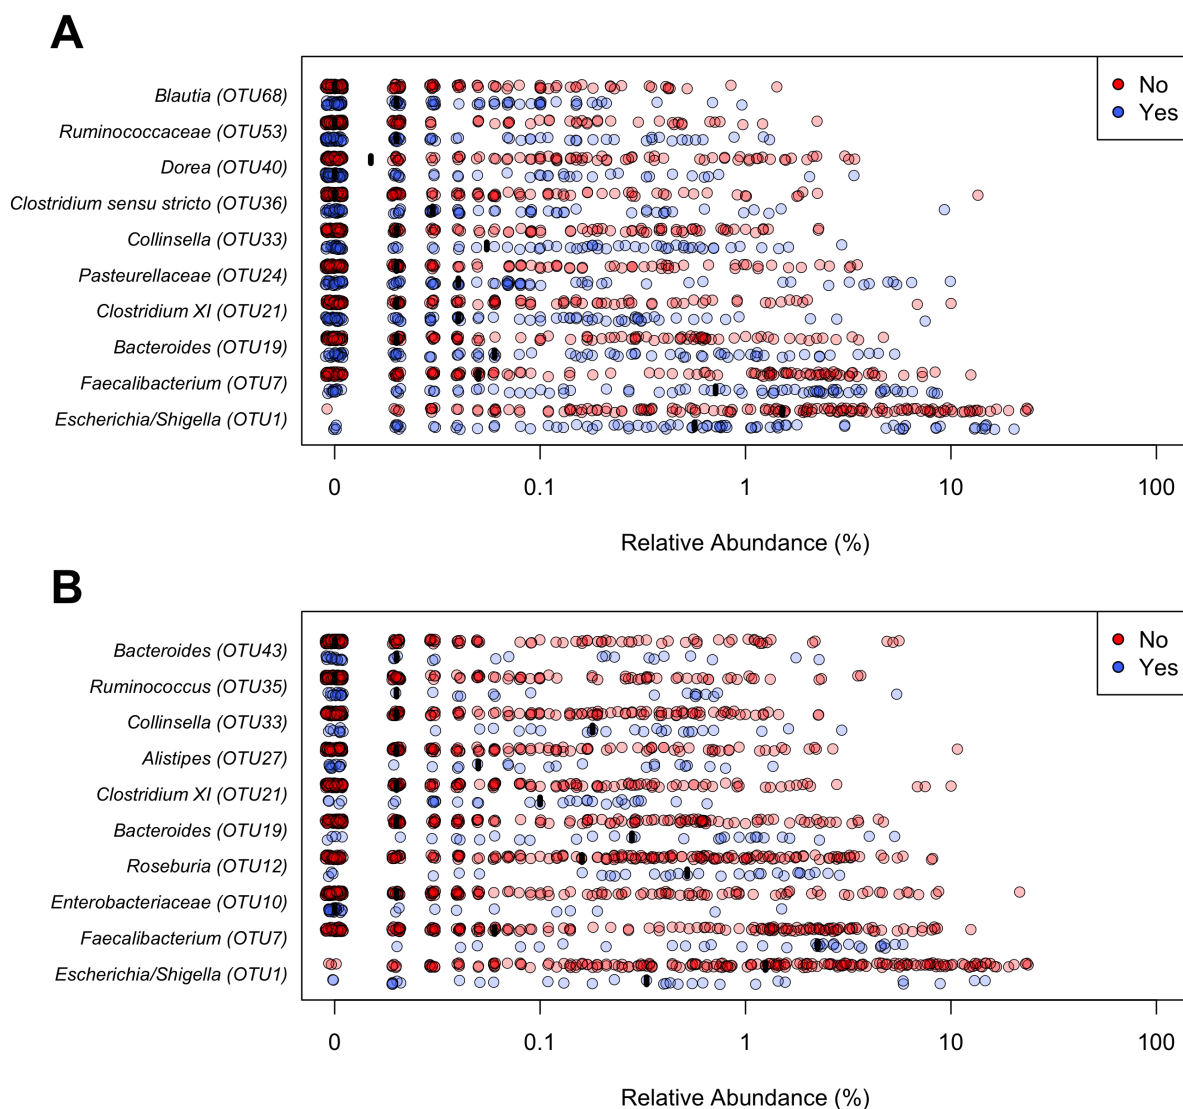 A
No
Yes
Blautia (OTU68)
Ruminococcaceae (OTU53)
Dorea (OTU40)
Clostridium sensu stricto (OTU36)
Collinsella (OTU33)
Pasteurellaceae (OTU24)
Clostridium XI (OTU21)
Bacteroides (OTU19)
Faecalibacterium (OTU7)
Escherichia/Shigella (OTU1)
0 0.1 1 10 100
Relative Abundance (%)
B
No
Yes
Bacteroides (OTU43)
Ruminococcus (OTU35)
Collinsella (OTU33)
Alistipes (OTU27)
Clostridium XI (OTU21)
Bacteroides (OTU19)
Roseburia (OTU12)
Enterobacteriaceae (OTU10)
Faecalibacterium (OTU7)
Escherichia/Shigella (OTU1)
0 0.1 1 10 100
Relative Abundance (%)